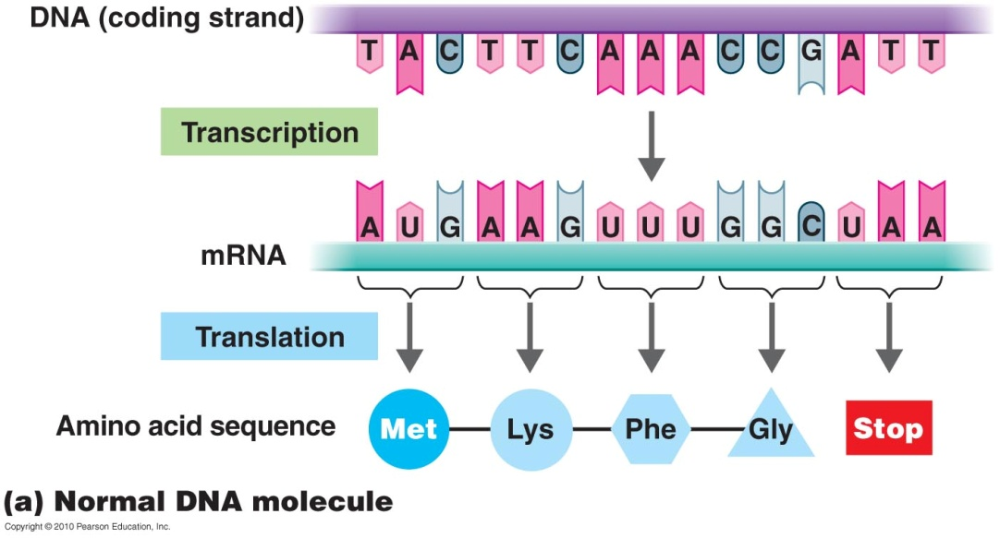 DNA (coding strand)
T A C T T C A A A C C G A T T
Transcription
A U G A A G U U U G G C U A A
mRNA
Translation
Amino acid sequence
Met Lys Phe Gly Stop
(a) Normal DNA molecule
Copyright © 2010 Pearson Education, Inc.